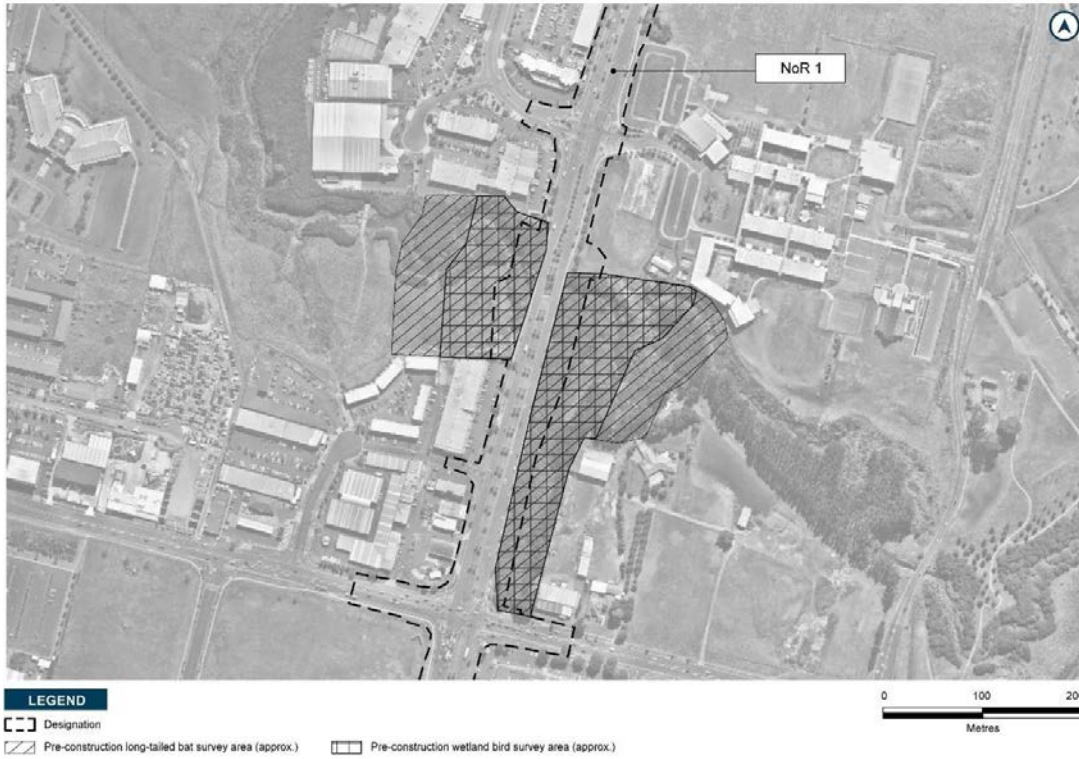 NoR 1
LEGEND
Designation
Pre-construction long-tailed bat survey area (approx.) Pre-construction wetland bird survey area (approx.)
0 100 200
Metres